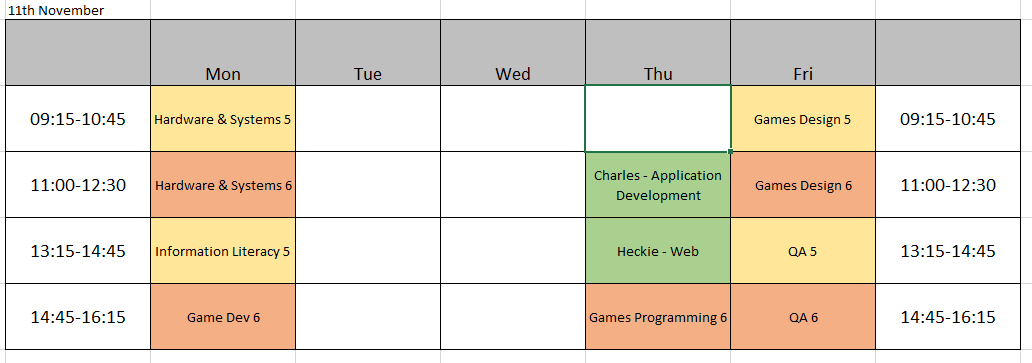 11th November
Mon Tue Wed Thu Fri
09:15-10:45 Hardware & Systems 5 Games Design 5 09:15-10:45
11:00-12:30 Hardware & Systems 6 Charles - Application Development Games Design 6 11:00-12:30
13:15-14:45 Information Literacy 5 Heckie - Web QA 5 13:15-14:45
14:45-16:15 Game Dev 6 Games Programming 6 QA 6 14:45-16:15